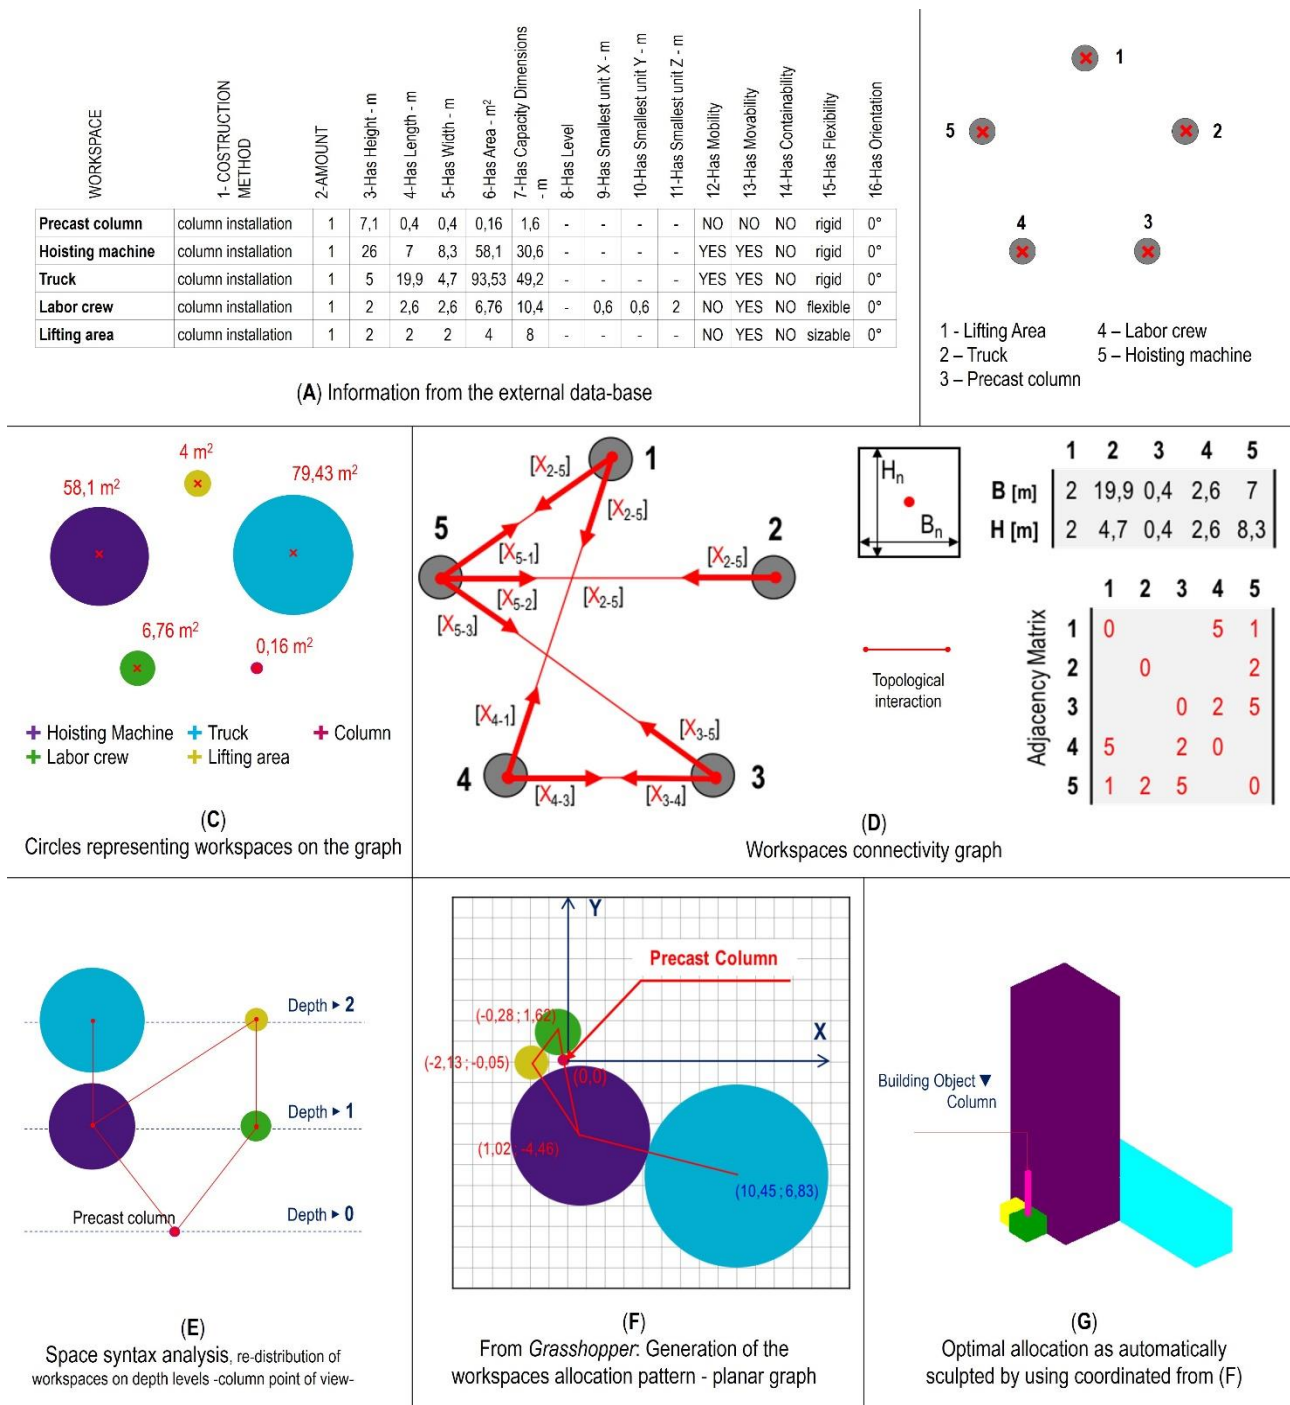 WORKSPACE
1- COSTRUCTION METHOD
2-AMOUNT
3-Has Height - m
4-Has Length - m
5-Has Width - m
6-Has Area - m²
7-Has Capacity Dimensions - m
8-Has Level
9-Has Smallest unit X - m
10-Has Smallest unit Y - m
11-Has Smallest unit Z - m
12-Has Mobility
13-Has Movability
14-Has Containability
15-Has Flexibility
16-Has Orientation
Precast column column installation 1 7,1 0,4 0,4 0,16 1,6 - - - - NO NO NO rigid 0°
Hoisting machine column installation 1 26 7 8,3 58,1 30,6 - - - - YES YES NO rigid 0°
Truck column installation 1 5 19,9 4,7 93,53 49,2 - - - - YES YES NO rigid 0°
Labor crew column installation 1 2 2,6 2,6 6,76 10,4 - 0,6 0,6 2 NO YES NO flexible 0°
Lifting area column installation 1 2 2 2 4 8 - - - - NO YES NO sizable 0°
(A) Information from the external data-base
1
5
2
4
3
1 - Lifting Area 4 – Labor crew
2 – Truck 5 – Hoisting machine
3 – Precast column
4 m²
58,1 m²
79,43 m²
6,76 m²
0,16 m²
Hoisting Machine Truck Column
Labor crew Lifting area
(C)
Circles representing workspaces on the graph
1
[X2-5]
[X2-5]
5
2
[X5-1]
[X2-5]
[X5-2]
[X2-5]
[X5-3]
[X4-1]
[X3-5]
4
3
[X4-3]
[X3-4]
Hn
Bn
Topological
interaction
1 2 3 4 5
B [m] 2 19,9 0,4 2,6 7
H [m] 2 4,7 0,4 2,6 8,3
Adjacency Matrix
1 2 3 4 5
1 0 5 1
2 0 2
3 0 2 5
4 5 2 0
5 1 2 5 0
(D)
Workspaces connectivity graph
Depth ▸ 2
Depth ▸ 1
Precast column
Depth ▸ 0
(E)
Space syntax analysis, re-distribution of
workspaces on depth levels -column point of view-
Y
Precast Column
(-0,28 ; 1,62)
X
(-2,13 ; -0,05)
(0,0)
(1,02 ; -4,46)
(10,45 ; 6,83)
(F)
From Grasshopper: Generation of the
workspaces allocation pattern - planar graph
Building Object ▼
Column
(G)
Optimal allocation as automatically
sculpted by using coordinated from (F)